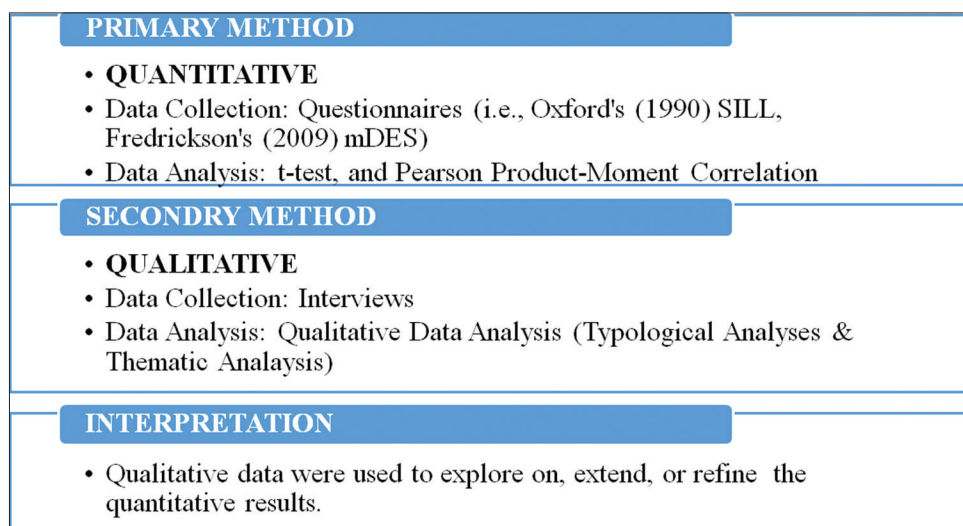 PRIMARY METHOD
• QUANTITATIVE
• Data Collection: Questionnaires (i.e., Oxford's (1990) SILL,
Fredrickson's (2009) mDES)
• Data Analysis: t-test, and Pearson Product-Moment Correlation
SECONDRY METHOD
• QUALITATIVE
• Data Collection: Interviews
• Data Analysis: Qualitative Data Analysis (Typological Analyses &
Thematic Analaysis)
INTERPRETATION
• Qualitative data were used to explore on, extend, or refine the
quantitative results.